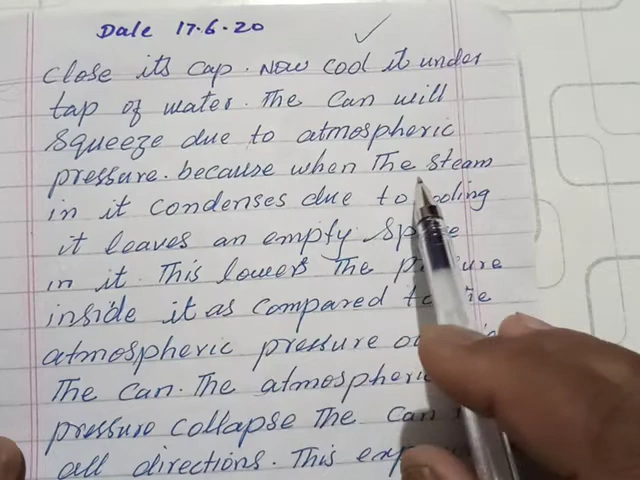 Date 17.6.20
Close its cap. Now cool it under
tap of water. The can will
squeeze due to atmospheric
pressure. because when The steam
in it condenses due to cooling
it leaves an empty space
in it. This lowers The pressure
inside it as compared to
atmospheric pressure
The can. The atmospheric
pressure collapse The can
all directions. This